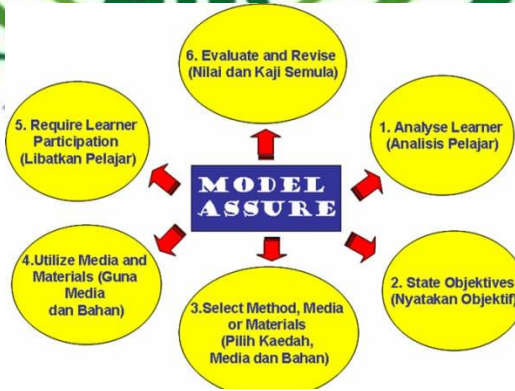 6. Evaluate and Revise
(Nilai dan Kaji Semula)
5. Require Learner
Participation
(Libatkan Pelajar)
1. Analyse Learner
(Analisis Pelajar)
MODEL
ASSURE
4.Utilize Media and
Materials (Guna
Media
dan Bahan)
2. State Objektives
(Nyatakan Objektif)
3.Select Method, Media
or Materials
(Pilih Kaedah,
Media dan Bahan)